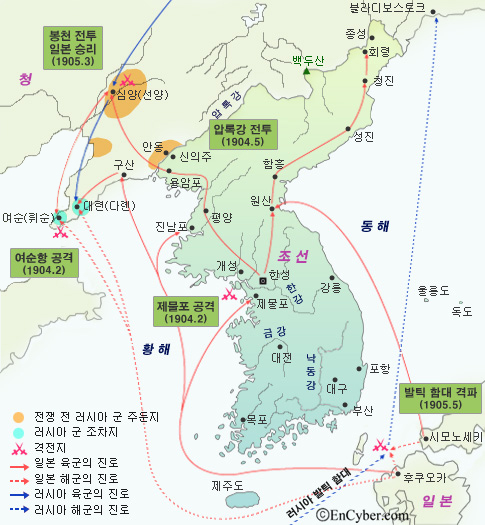 블라디보스토크
중성
회령
봉천 전투
일본 승리
(1905.3)
청
백두산
청진
심양(선양)
압록강
압록강 전투
(1904.5)
성진
안동
신의주
구산
용암포
함흥
대현(다롄)
여순(뤼순)
진남포
평양
원산
동해
여순항 공격
(1904.2)
조선
개성
한성
제물포 공격
(1904.2)
제몽포
한강
강릉
울릉도
독도
황해
금강
대전
낙동강
포항
대구
부산
발틱 함대 격파
(1905.5)
목포
시모노세키
전쟁 전 러시아 군 주둔지
러시아 군 조차지
격전지
일본 육군의 진로
일본 해군의 진로
러시아 육군의 진로
러시아 해군의 진로
제주도
러시아 발틱 함대
후쿠오카
일본
©EnCyber.com